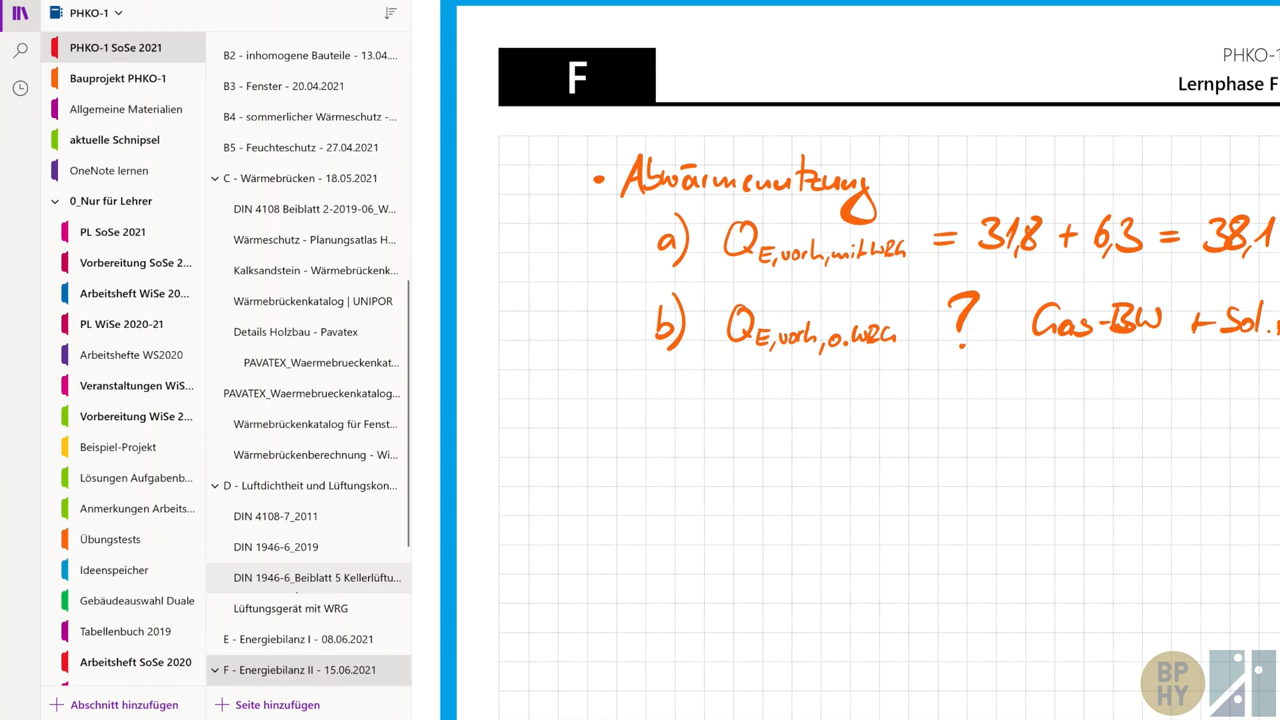 PHKO-1
PHKO-1 SoSe 2021
Bauprojekt PHKO-1
Allgemeine Materialien
aktuelle Schnipsel
OneNote lernen
0_Nur für Lehrer
PL SoSe 2021
Vorbereitung SoSe 2...
Arbeitsheft WiSe 20...
PL WiSe 2020-21
Arbeitshefte WS2020
Veranstaltungen WiS...
Vorbereitung WiSe 2...
Beispiel-Projekt
Lösungen Aufgabenb...
Anmerkungen Arbeits...
Übungstests
Ideenspeicher
Gebäudeauswahl Duale
Tabellenbuch 2019
Arbeitsheft SoSe 2020
Abschnitt hinzufügen
B2 - inhomogene Bauteile - 13.04....
B3 - Fenster - 20.04.2021
B4 - sommerlicher Wärmeschutz -...
B5 - Feuchteschutz - 27.04.2021
C - Wärmebrücken - 18.05.2021
DIN 4108 Beiblatt 2-2019-06_W...
Wärmeschutz - Planungsatlas H...
Kalksandstein - Wärmebrückenk...
Wärmebrückenkatalog | UNIPOR
Details Holzbau - Pavatex
PAVATEX_Waermebrueckenkat...
PAVATEX_Waermebrueckenkatalog...
Wärmebrückenkatalog für Fenst...
Wärmebrückenberechnung - Wi...
D - Luftdichtheit und Lüftungskon...
DIN 4108-7_2011
DIN 1946-6_2019
DIN 1946-6_Beiblatt 5 Kellerlüftu...
Lüftungsgerät mit WRG
E - Energiebilanz I - 08.06.2021
F - Energiebilanz II - 15.06.2021
Seite hinzufügen
F
PHKO-1
Lernphase F
• Abwärmenutzung
a) Q E,vorh,mitWRG = 31,8 + 6,3 = 38,1
b) Q E,vorh,o.WRG ? Gas-BW + Sol.
BP
HY